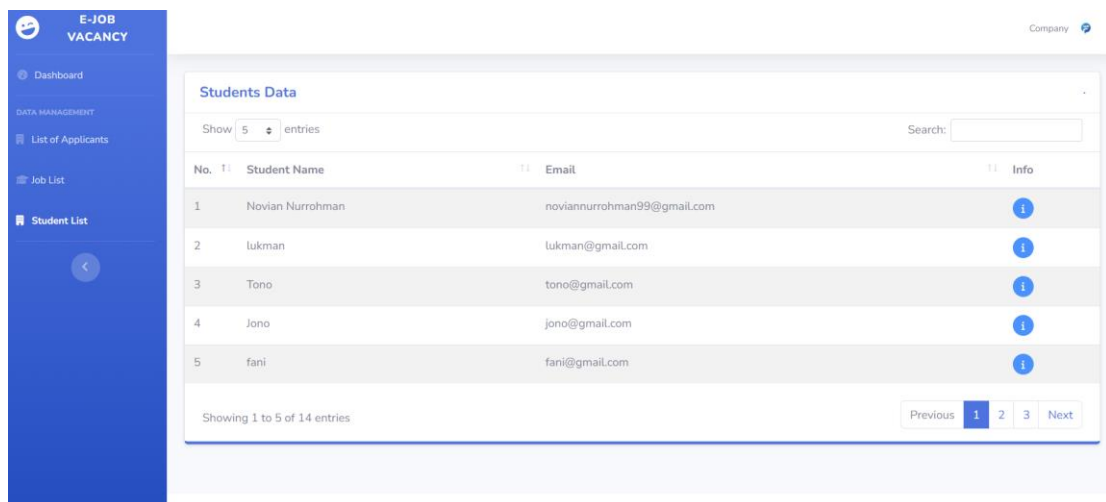 E-JOB
VACANCY
Company
Dashboard
DATA MANAGEMENT
List of Applicants
Job List
Student List
Students Data
Show 5 entries
Search:
No. Student Name Email Info
1 Novian Nurrohman noviannurrohman99@gmail.com
2 lukman lukman@gmail.com
3 Tono tono@gmail.com
4 Jono jono@gmail.com
5 fani fani@gmail.com
Showing 1 to 5 of 14 entries
Previous 1 2 3 Next